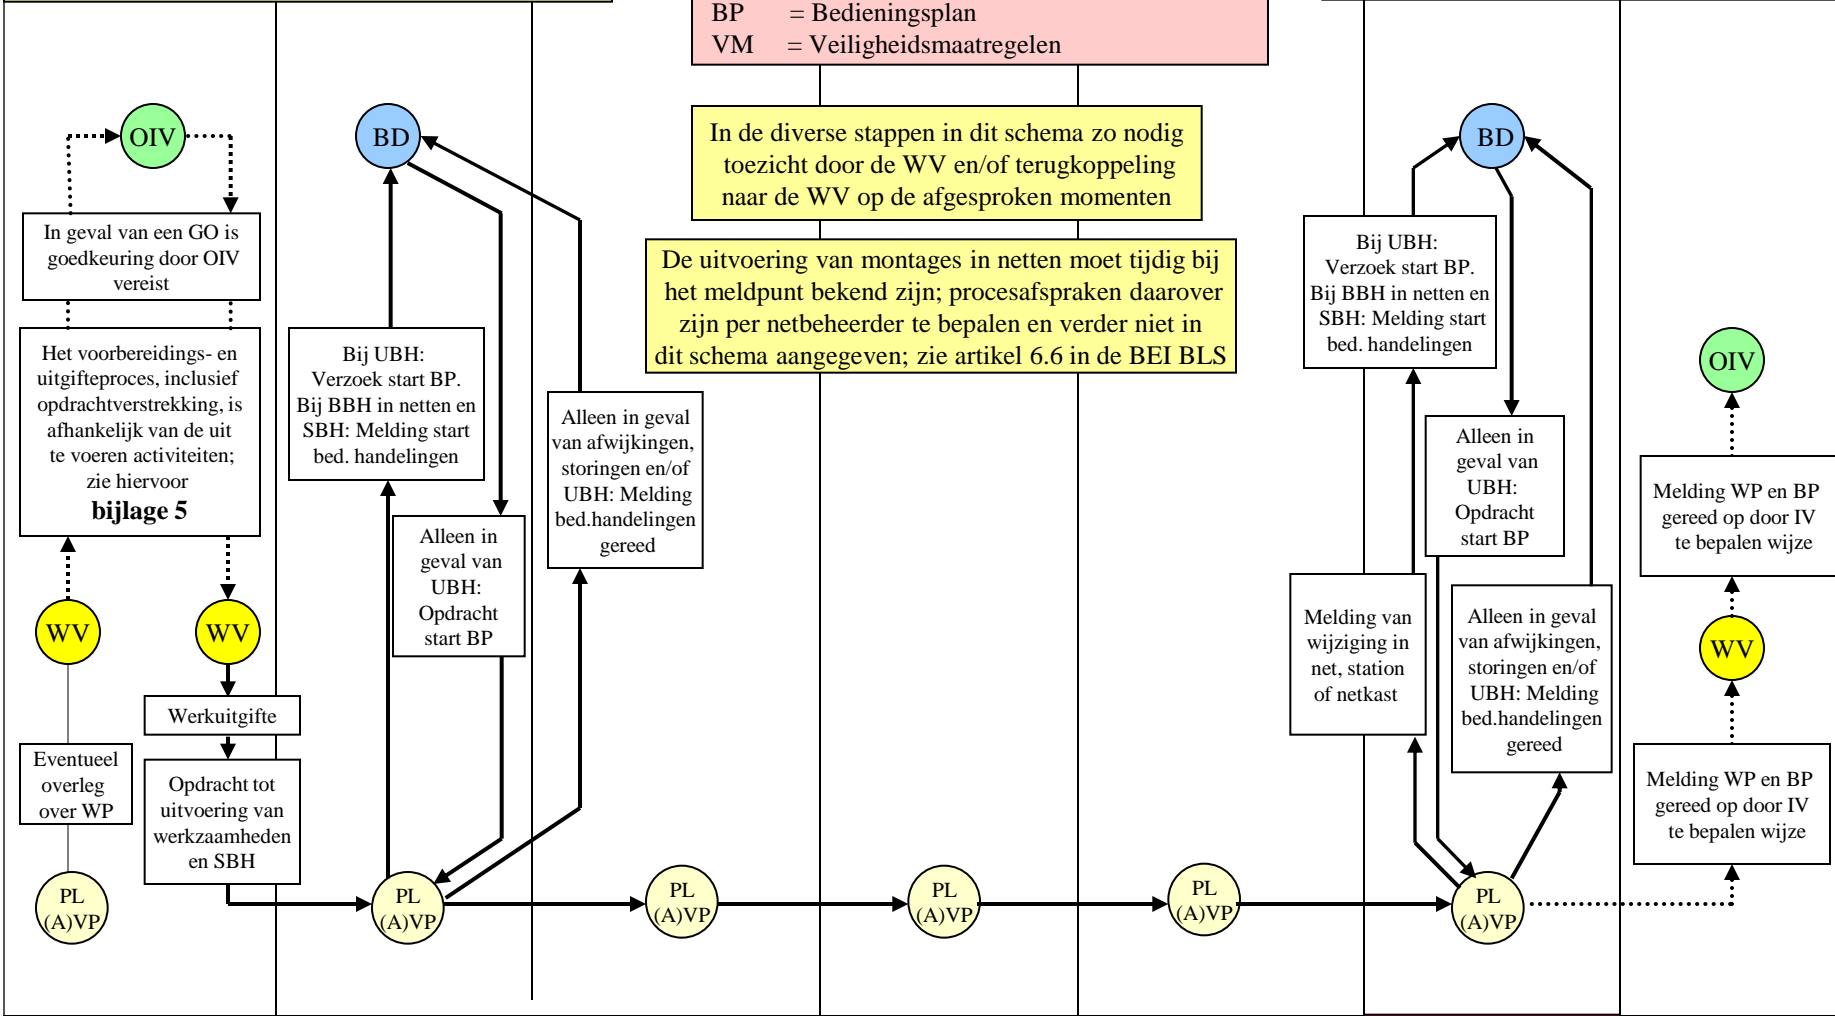 BP = Bedieningsplan
VM = Veiligheidsmaatregelen
OIV
In geval van een GO is
goedkeuring door OIV
vereist
Het voorbereidings- en
uitgifteproces, inclusief
opdrachtverstrekking, is
afhankelijk van de uit
te voeren activiteiten;
zie hiervoor
bijlage 5
WV
WV
Werkuitgifte
Eventueel
overleg
over WP
Opdracht tot
uitvoering van
werkzaamheden
en SBH
PL
(A)VP
BD
Bij UBH:
Verzoek start BP.
Bij BBH in netten en
SBH: Melding start
bed. handelingen
Alleen in
geval van
UBH:
Opdracht
start BP
Alleen in geval
van afwijkingen,
storingen en/of
UBH: Melding
bed.handelingen
gereed
PL
(A)VP
In de diverse stappen in dit schema zo nodig
toezicht door de WV en/of terugkoppeling
naar de WV op de afgesproken momenten
De uitvoering van montages in netten moet tijdig bij
het meldpunt bekend zijn; procesafspraken daarover
zijn per netbeheerder te bepalen en verder niet in
dit schema aangegeven; zie artikel 6.6 in de BEI BLS
PL
(A)VP
PL
(A)VP
PL
(A)VP
BD
Bij UBH:
Verzoek start BP.
Bij BBH in netten en
SBH: Melding start
bed. handelingen
Alleen in
geval van
UBH:
Opdracht
start BP
Melding van
wijziging in
net, station
of netkast
Alleen in geval
van afwijkingen,
storingen en/of
UBH: Melding
bed.handelingen
gereed
PL
(A)VP
OIV
Melding WP en BP
gereed op door IV
te bepalen wijze
WV
Melding WP en BP
gereed op door IV
te bepalen wijze